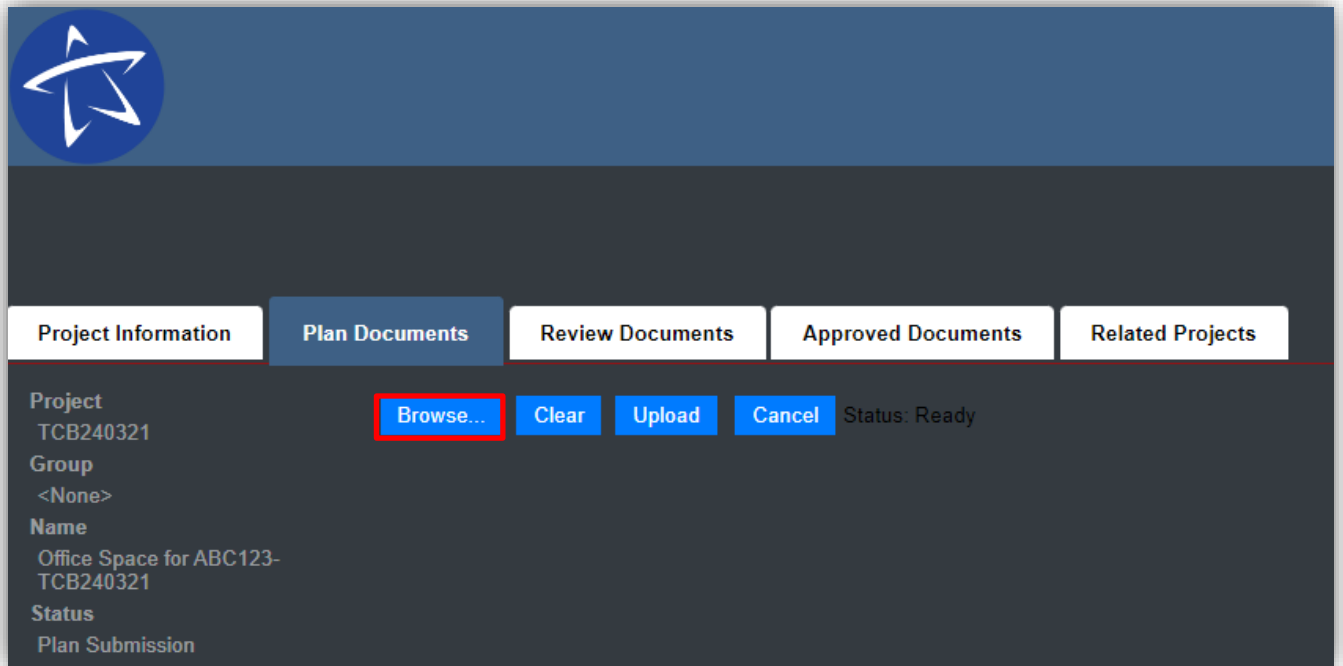 Project Information Plan Documents Review Documents Approved Documents Related Projects
Project
TCB240321
Group
<None>
Name
Office Space for ABC123-
TCB240321
Status
Plan Submission
Browse... Clear Upload Cancel Status: Ready